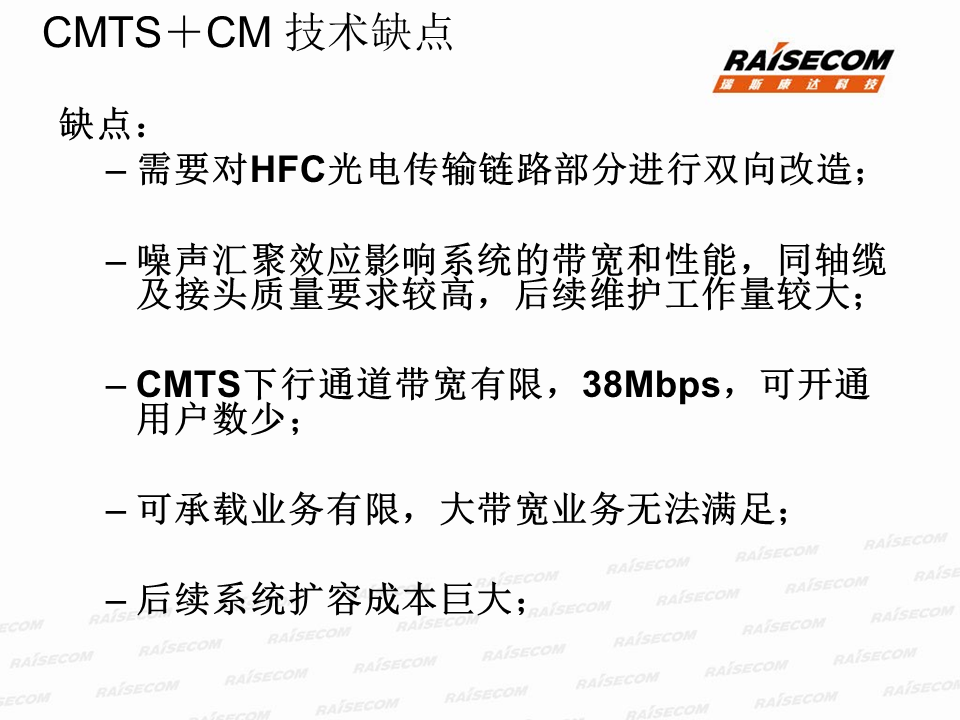 CMTS＋CM 技术缺点
RAISECOM
瑞斯康达科技
缺点：
– 需要对HFC光电传输链路部分进行双向改造；
– 噪声汇聚效应影响系统的带宽和性能，同轴缆
及接头质量要求较高，后续维护工作量较大；
– CMTS下行通道带宽有限，38Mbps，可开通
用户数少；
– 可承载业务有限，大带宽业务无法满足；
– 后续系统扩容成本巨大；